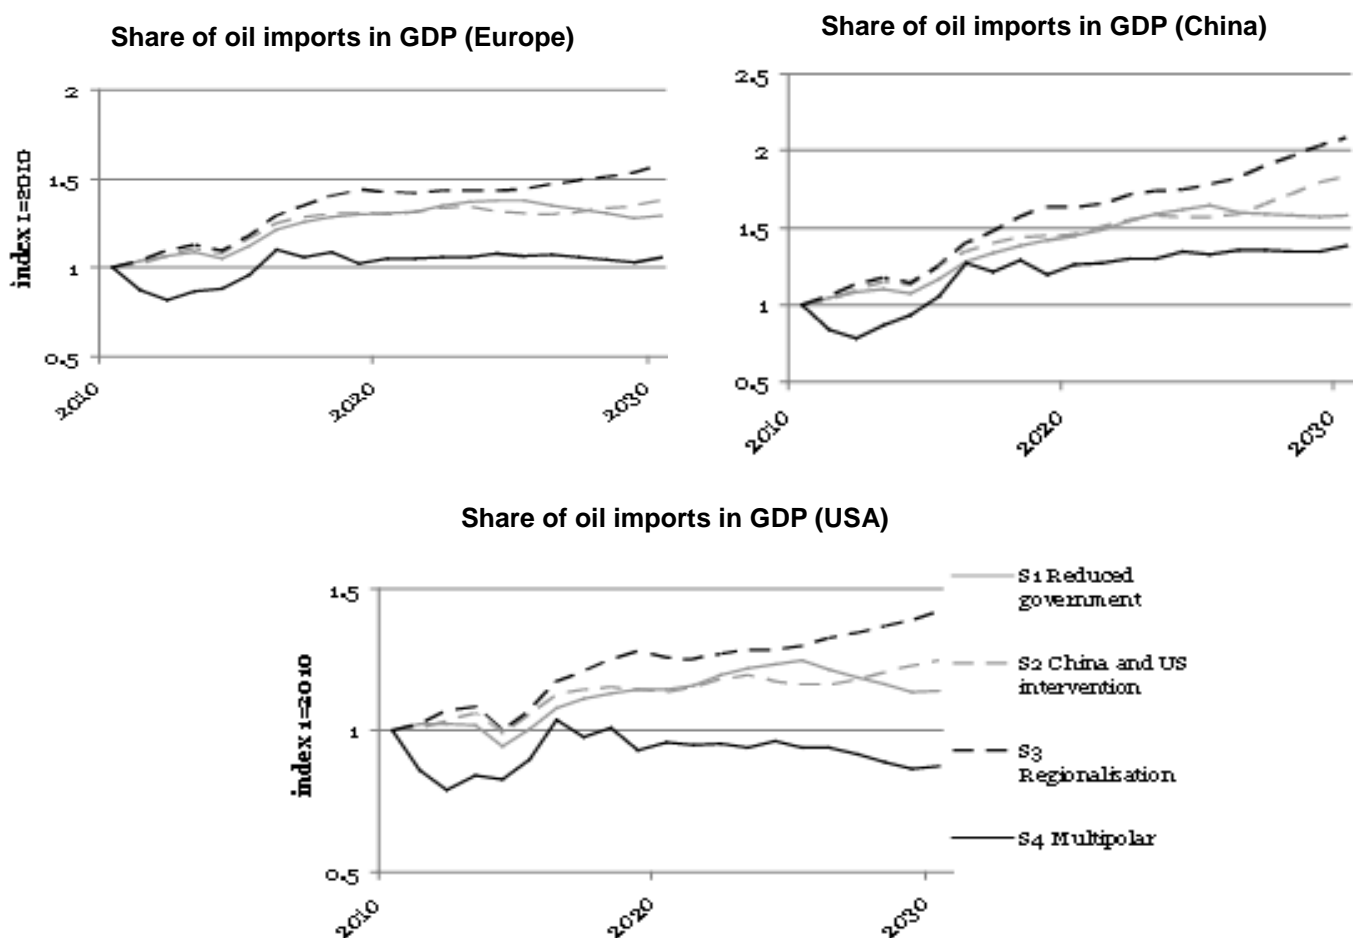 Share of oil imports in GDP (Europe)
index 1=2010
2
1.5
1
0.5
2010
2020
2030
Share of oil imports in GDP (China)
2.5
2
1.5
1
0.5
2010
2020
2030
Share of oil imports in GDP (USA)
index 1=2010
1.5
1
0.5
2010
2020
2030
S1 Reduced
government
S2 China and US
intervention
S3
Regionalisation
S4 Multipolar